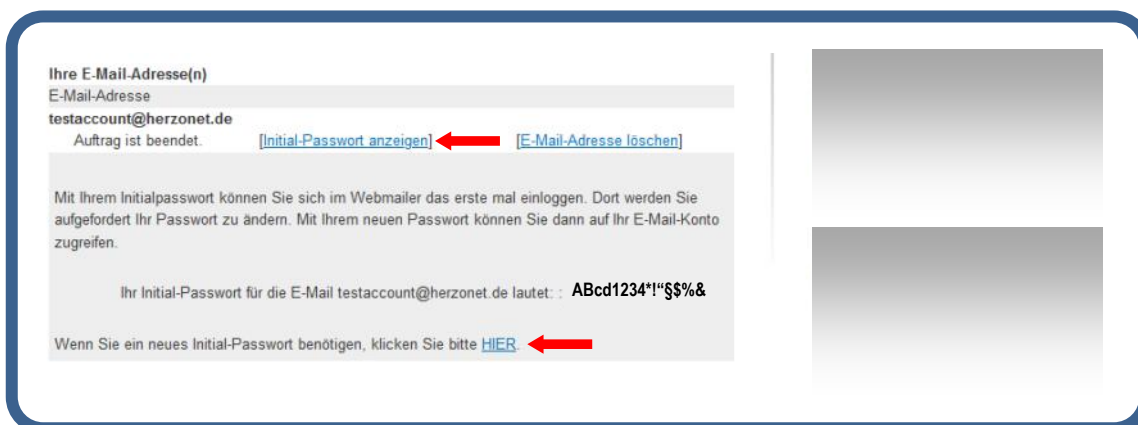 Ihre E-Mail-Adresse(n)
E-Mail-Adresse
testaccount@herzonet.de
Auftrag ist beendet. [Initial-Passwort anzeigen] [E-Mail-Adresse löschen]
Mit Ihrem Initialpasswort können Sie sich im Webmailer das erste mal einloggen. Dort werden Sie
aufgefordert Ihr Passwort zu ändern. Mit Ihrem neuen Passwort können Sie dann auf Ihr E-Mail-Konto
zugreifen.
Ihr Initial-Passwort für die E-Mail testaccount@herzonet.de lautet: : ABcd1234*!“§$%&
Wenn Sie ein neues Initial-Passwort benötigen, klicken Sie bitte HIER.